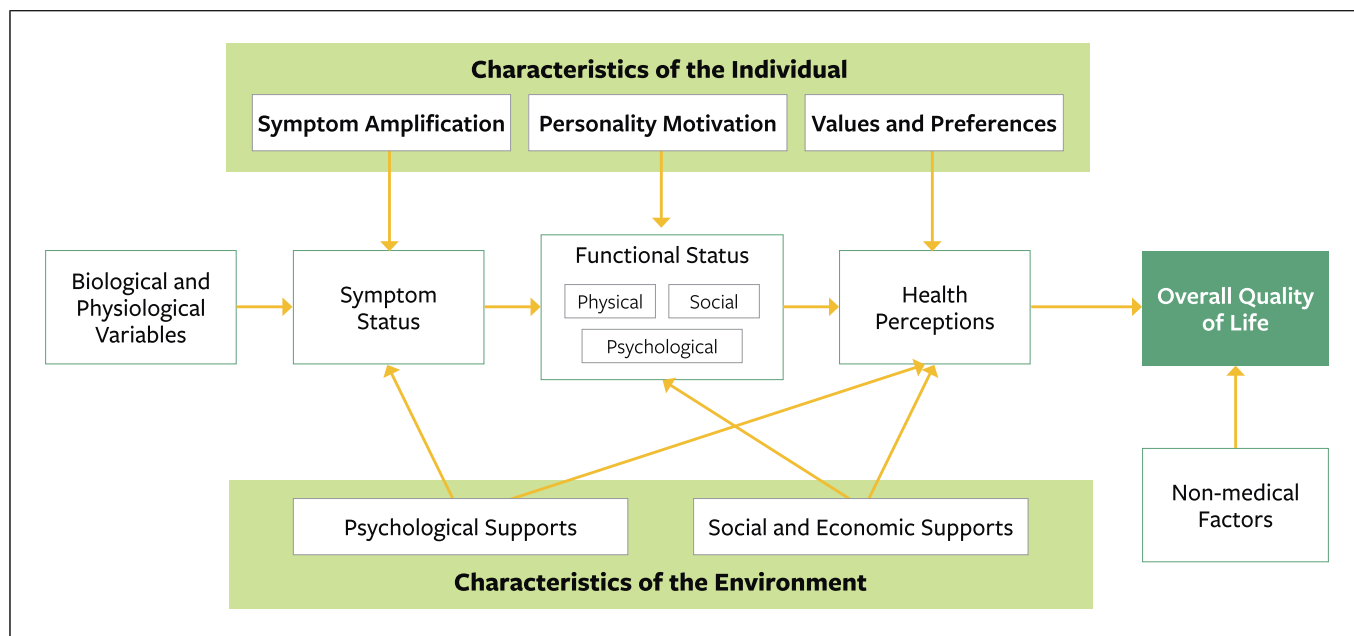 Characteristics of the Individual
Symptom Amplification
Personality Motivation
Values and Preferences
Biological and
Physiological
Variables
Symptom
Status
Functional Status
Physical
Social
Psychological
Health
Perceptions
Overall Quality
of Life
Psychological Supports
Social and Economic Supports
Characteristics of the Environment
Non-medical
Factors